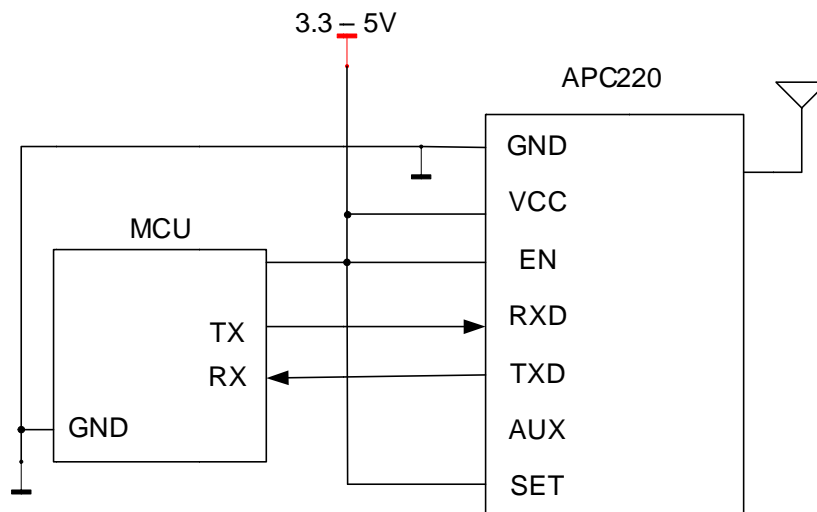 3.3 – 5V
APC220
GND
VCC
MCU
EN
TX
RXD
RX
TXD
GND
AUX
SET